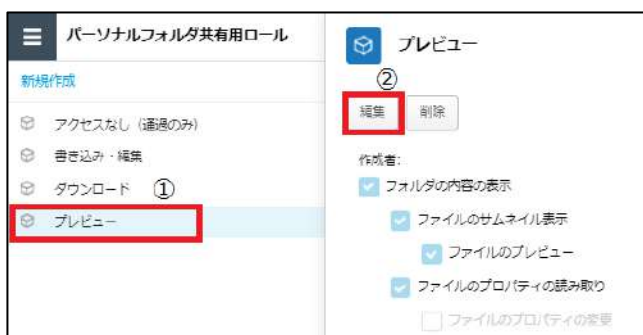 パーソナルフォルダ共有用ロール
新規作成
アクセスなし（通過のみ）
書き込み・編集
ダウンロード ①
プレビュー
プレビュー
②
編集 削除
作成者:
フォルダの内容の表示
ファイルのサムネイル表示
ファイルのプレビュー
ファイルのプロパティの読み取り
ファイルのプロパティの変更